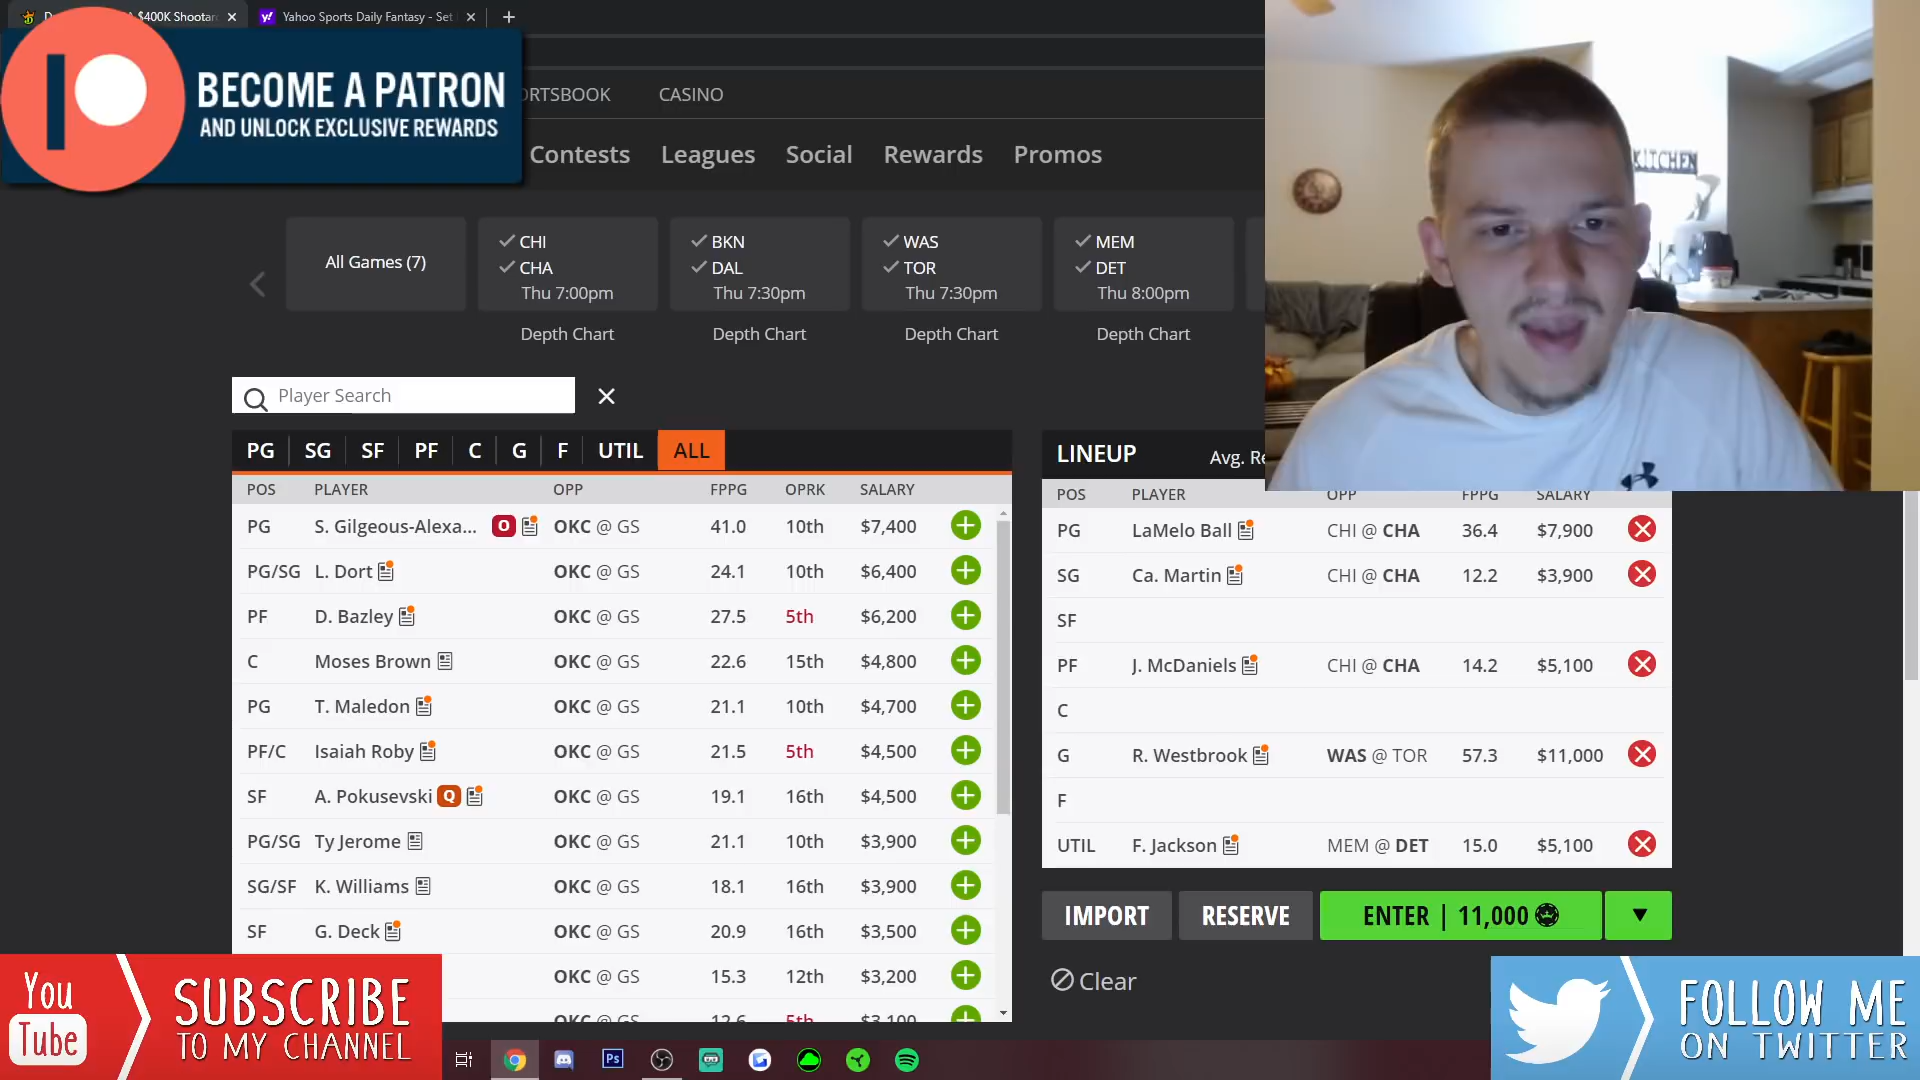 $400K Shootar
Yahoo Sports Daily Fantasy - Set
BECOME A PATRON
AND UNLOCK EXCLUSIVE REWARDS
ORTSBOOK CASINO
Contests Leagues Social Rewards Promos
All Games (7)
CHI
CHA
Thu 7:00pm
Depth Chart
BKN
DAL
Thu 7:30pm
Depth Chart
WAS
TOR
Thu 7:30pm
Depth Chart
MEM
DET
Thu 8:00pm
Depth Chart
KITCHEN
Player Search
PG SG SF PF C G F UTIL ALL
POS PLAYER OPP FPPG OPRK SALARY
PG S. Gilgeous-Alexa... O OKC @ GS 41.0 10th $7,400
PG/SG L. Dort OKC @ GS 24.1 10th $6,400
PF D. Bazley OKC @ GS 27.5 5th $6,200
C Moses Brown OKC @ GS 22.6 15th $4,800
PG T. Maledon OKC @ GS 21.1 10th $4,700
PF/C Isaiah Roby OKC @ GS 21.5 5th $4,500
SF A. Pokusevski Q OKC @ GS 19.1 16th $4,500
PG/SG Ty Jerome OKC @ GS 21.1 10th $3,900
SG/SF K. Williams OKC @ GS 18.1 16th $3,900
SF G. Deck OKC @ GS 20.9 16th $3,500
OKC @ GS 15.3 12th $3,200
OKC @ GS 12.6 5th $3,100
LINEUP Avg. Re
POS PLAYER OPP FPPG SALARY
PG LaMelo Ball CHI @ CHA 36.4 $7,900
SG Ca. Martin CHI @ CHA 12.2 $3,900
SF
PF J. McDaniels CHI @ CHA 14.2 $5,100
C
G R. Westbrook WAS @ TOR 57.3 $11,000
F
UTIL F. Jackson MEM @ DET 15.0 $5,100
IMPORT RESERVE ENTER | 11,000
Clear
You
Tube
SUBSCRIBE
TO MY CHANNEL
Ps
FOLLOW ME
ON TWITTER